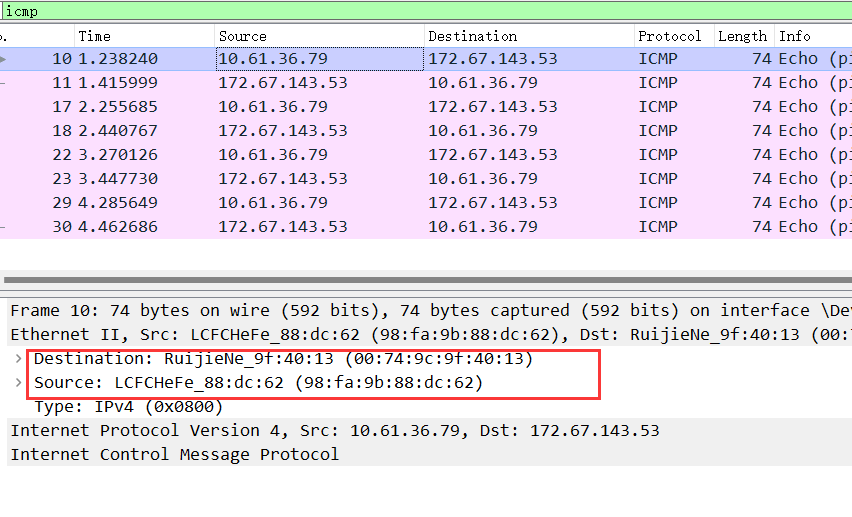 icmp
Time Source Destination Protocol Length Info
10 1.238240 10.61.36.79 172.67.143.53 ICMP 74 Echo (pi
11 1.415999 172.67.143.53 10.61.36.79 ICMP 74 Echo (pi
17 2.255685 10.61.36.79 172.67.143.53 ICMP 74 Echo (pi
18 2.440767 172.67.143.53 10.61.36.79 ICMP 74 Echo (pi
22 3.270126 10.61.36.79 172.67.143.53 ICMP 74 Echo (pi
23 3.447730 172.67.143.53 10.61.36.79 ICMP 74 Echo (pi
29 4.285649 10.61.36.79 172.67.143.53 ICMP 74 Echo (pi
30 4.462686 172.67.143.53 10.61.36.79 ICMP 74 Echo (pi
Frame 10: 74 bytes on wire (592 bits), 74 bytes captured (592 bits) on interface \Dev
Ethernet II, Src: LCFCHeFe_88:dc:62 (98:fa:9b:88:dc:62), Dst: RuijieNe_9f:40:13 (00:7
Destination: RuijieNe_9f:40:13 (00:74:9c:9f:40:13)
Source: LCFCHeFe_88:dc:62 (98:fa:9b:88:dc:62)
Type: IPv4 (0x0800)
Internet Protocol Version 4, Src: 10.61.36.79, Dst: 172.67.143.53
Internet Control Message Protocol